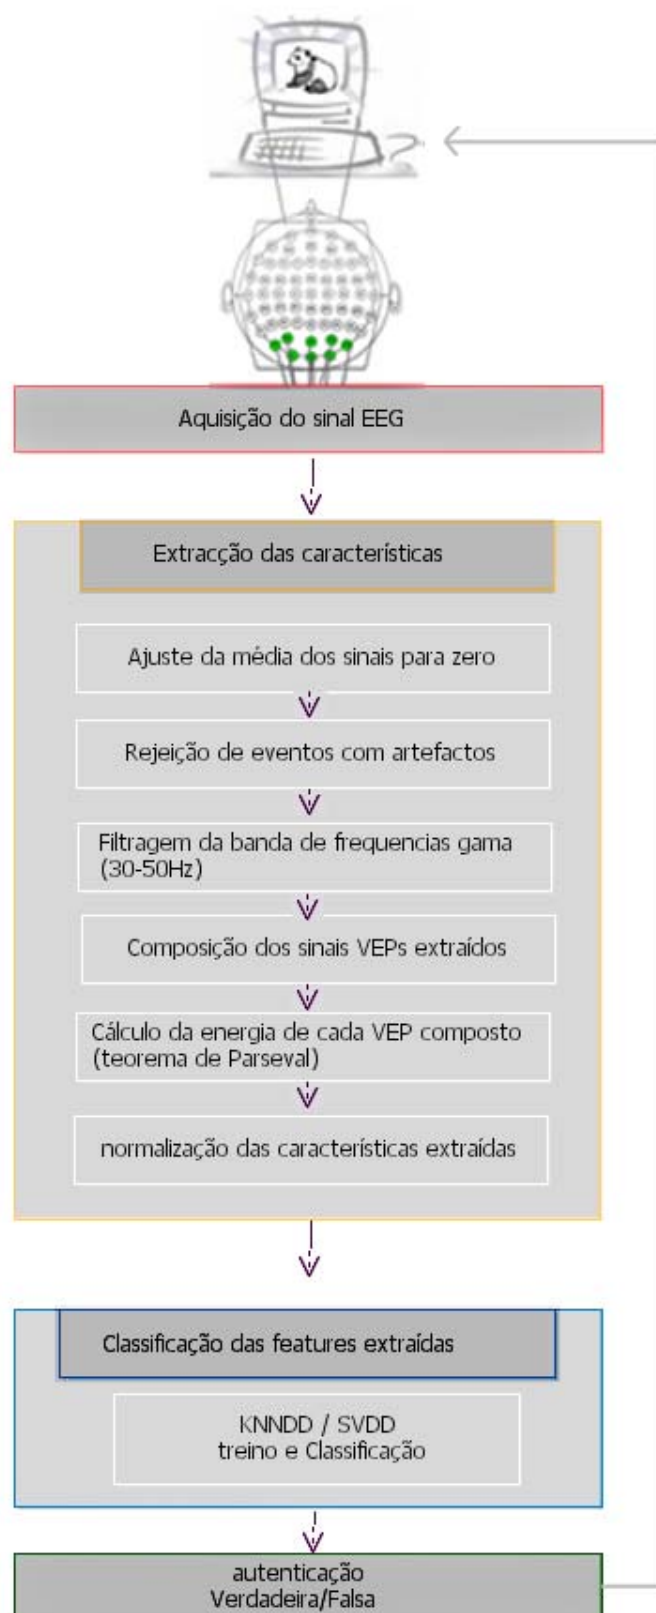 Aquisição do sinal EEG
Extracção das características
Ajuste da média dos sinais para zero
Rejeição de eventos com artefactos
Filtragem da banda de frequencias gama
(30-50Hz)
Composição dos sinais VEPs extraídos
Cálculo da energia de cada VEP composto
(teorema de Parseval)
normalização das características extraídas
Classificação das features extraídas
KNNDD / SVDD
treino e Classificação
autenticação
Verdadeira/Falsa